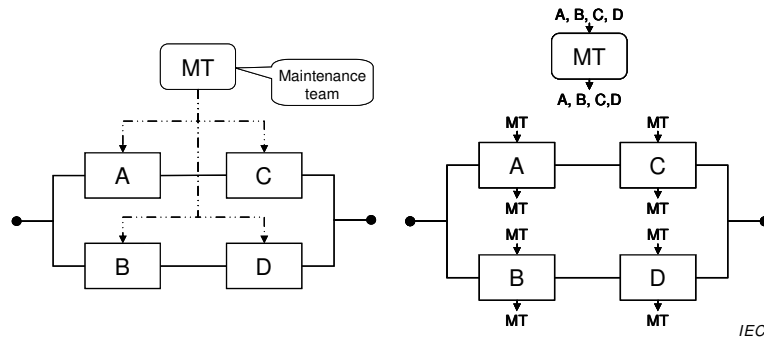 MT
Maintenance
team
A
C
B
D
A, B, C, D
MT
A, B, C,D
MT
MT
A
C
MT
MT
MT
MT
B
D
MT
MT
IEC